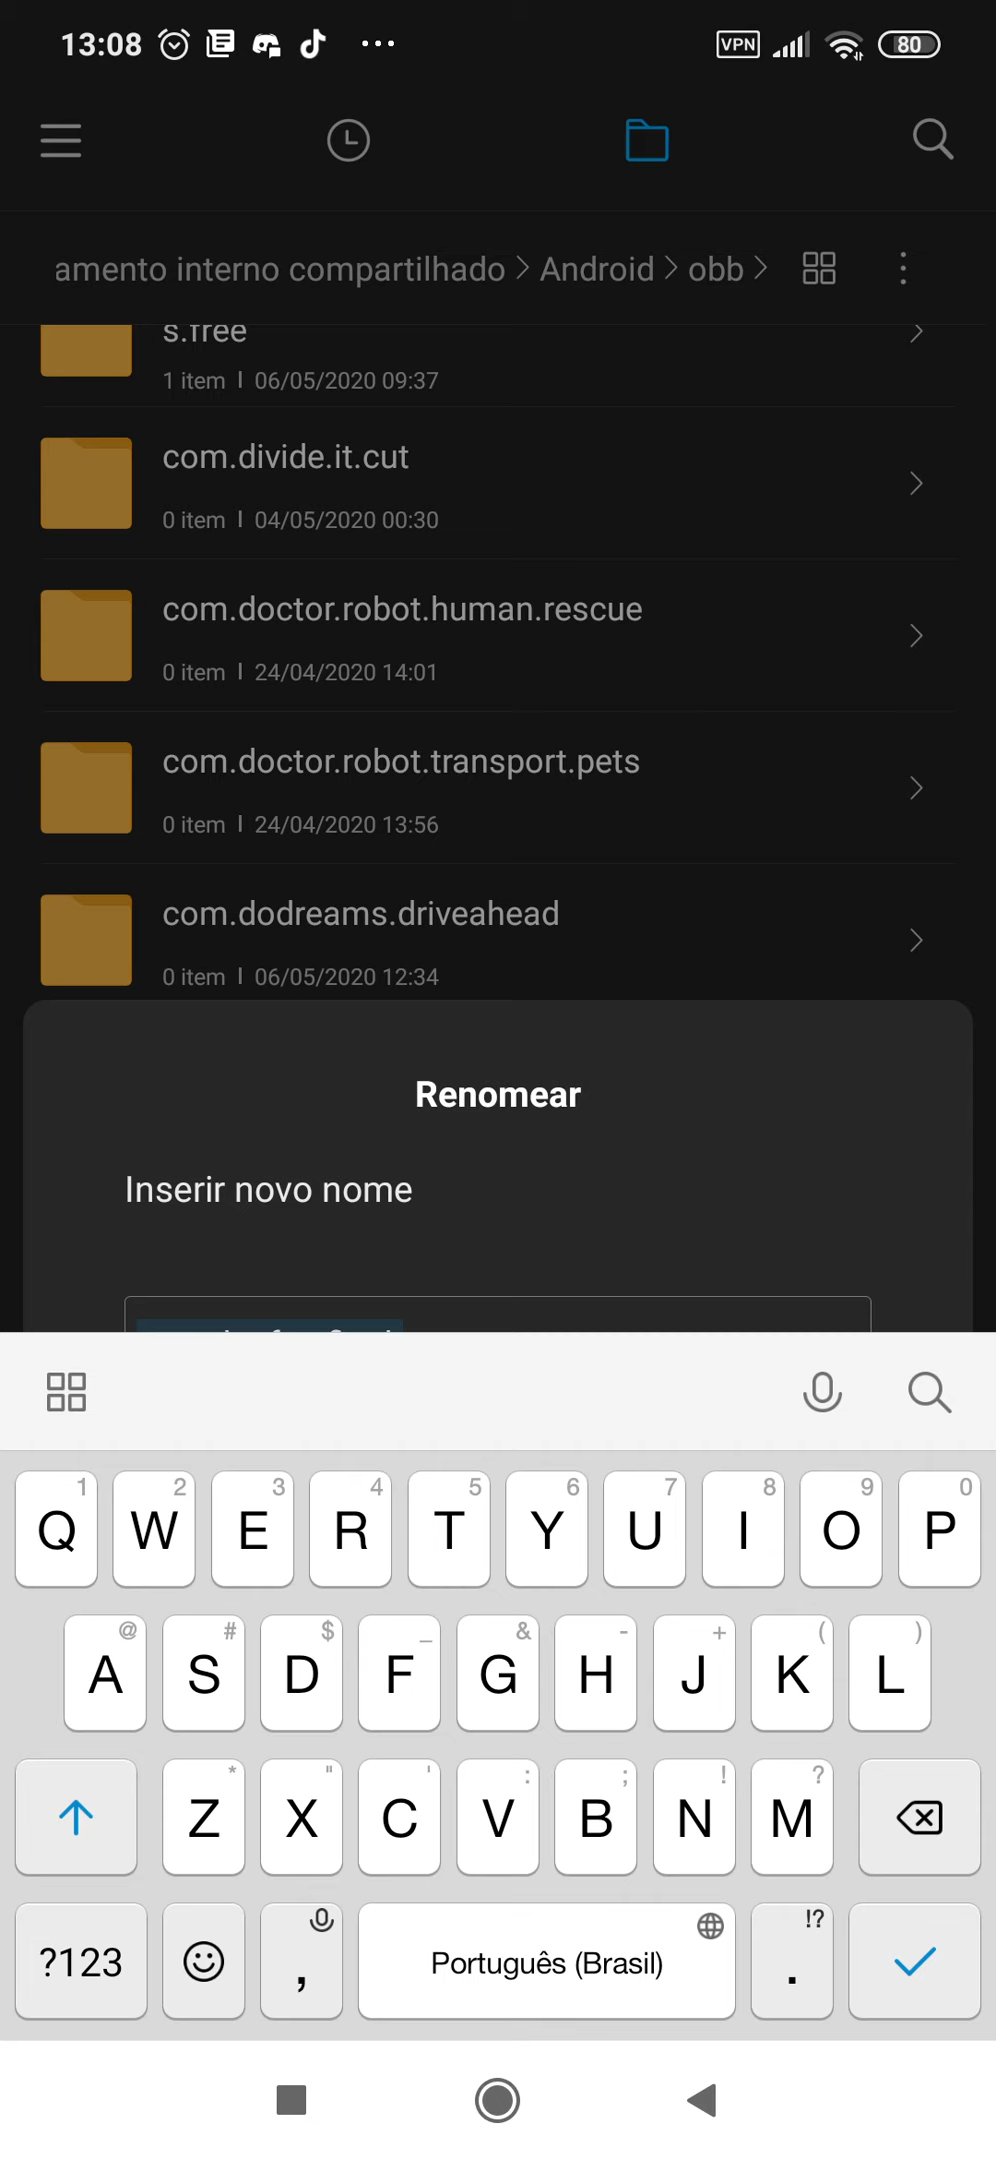 13:08
VPN
80
amento interno compartilhado > Android > obb >
s.free
1 item | 06/05/2020 09:37
com.divide.it.cut
0 item | 04/05/2020 00:30
com.doctor.robot.human.rescue
0 item | 24/04/2020 14:01
com.doctor.robot.transport.pets
0 item | 24/04/2020 13:56
com.dodreams.driveahead
0 item | 06/05/2020 12:34
Renomear
Inserir novo nome
1 2 3 4 5 6 7 8 9 0
Q W E R T Y U I O P
@ # $ _ & - + ( )
A S D F G H J K L
* " ' : ; ! ?
Z X C V B N M
!?
?123 , Português (Brasil) .